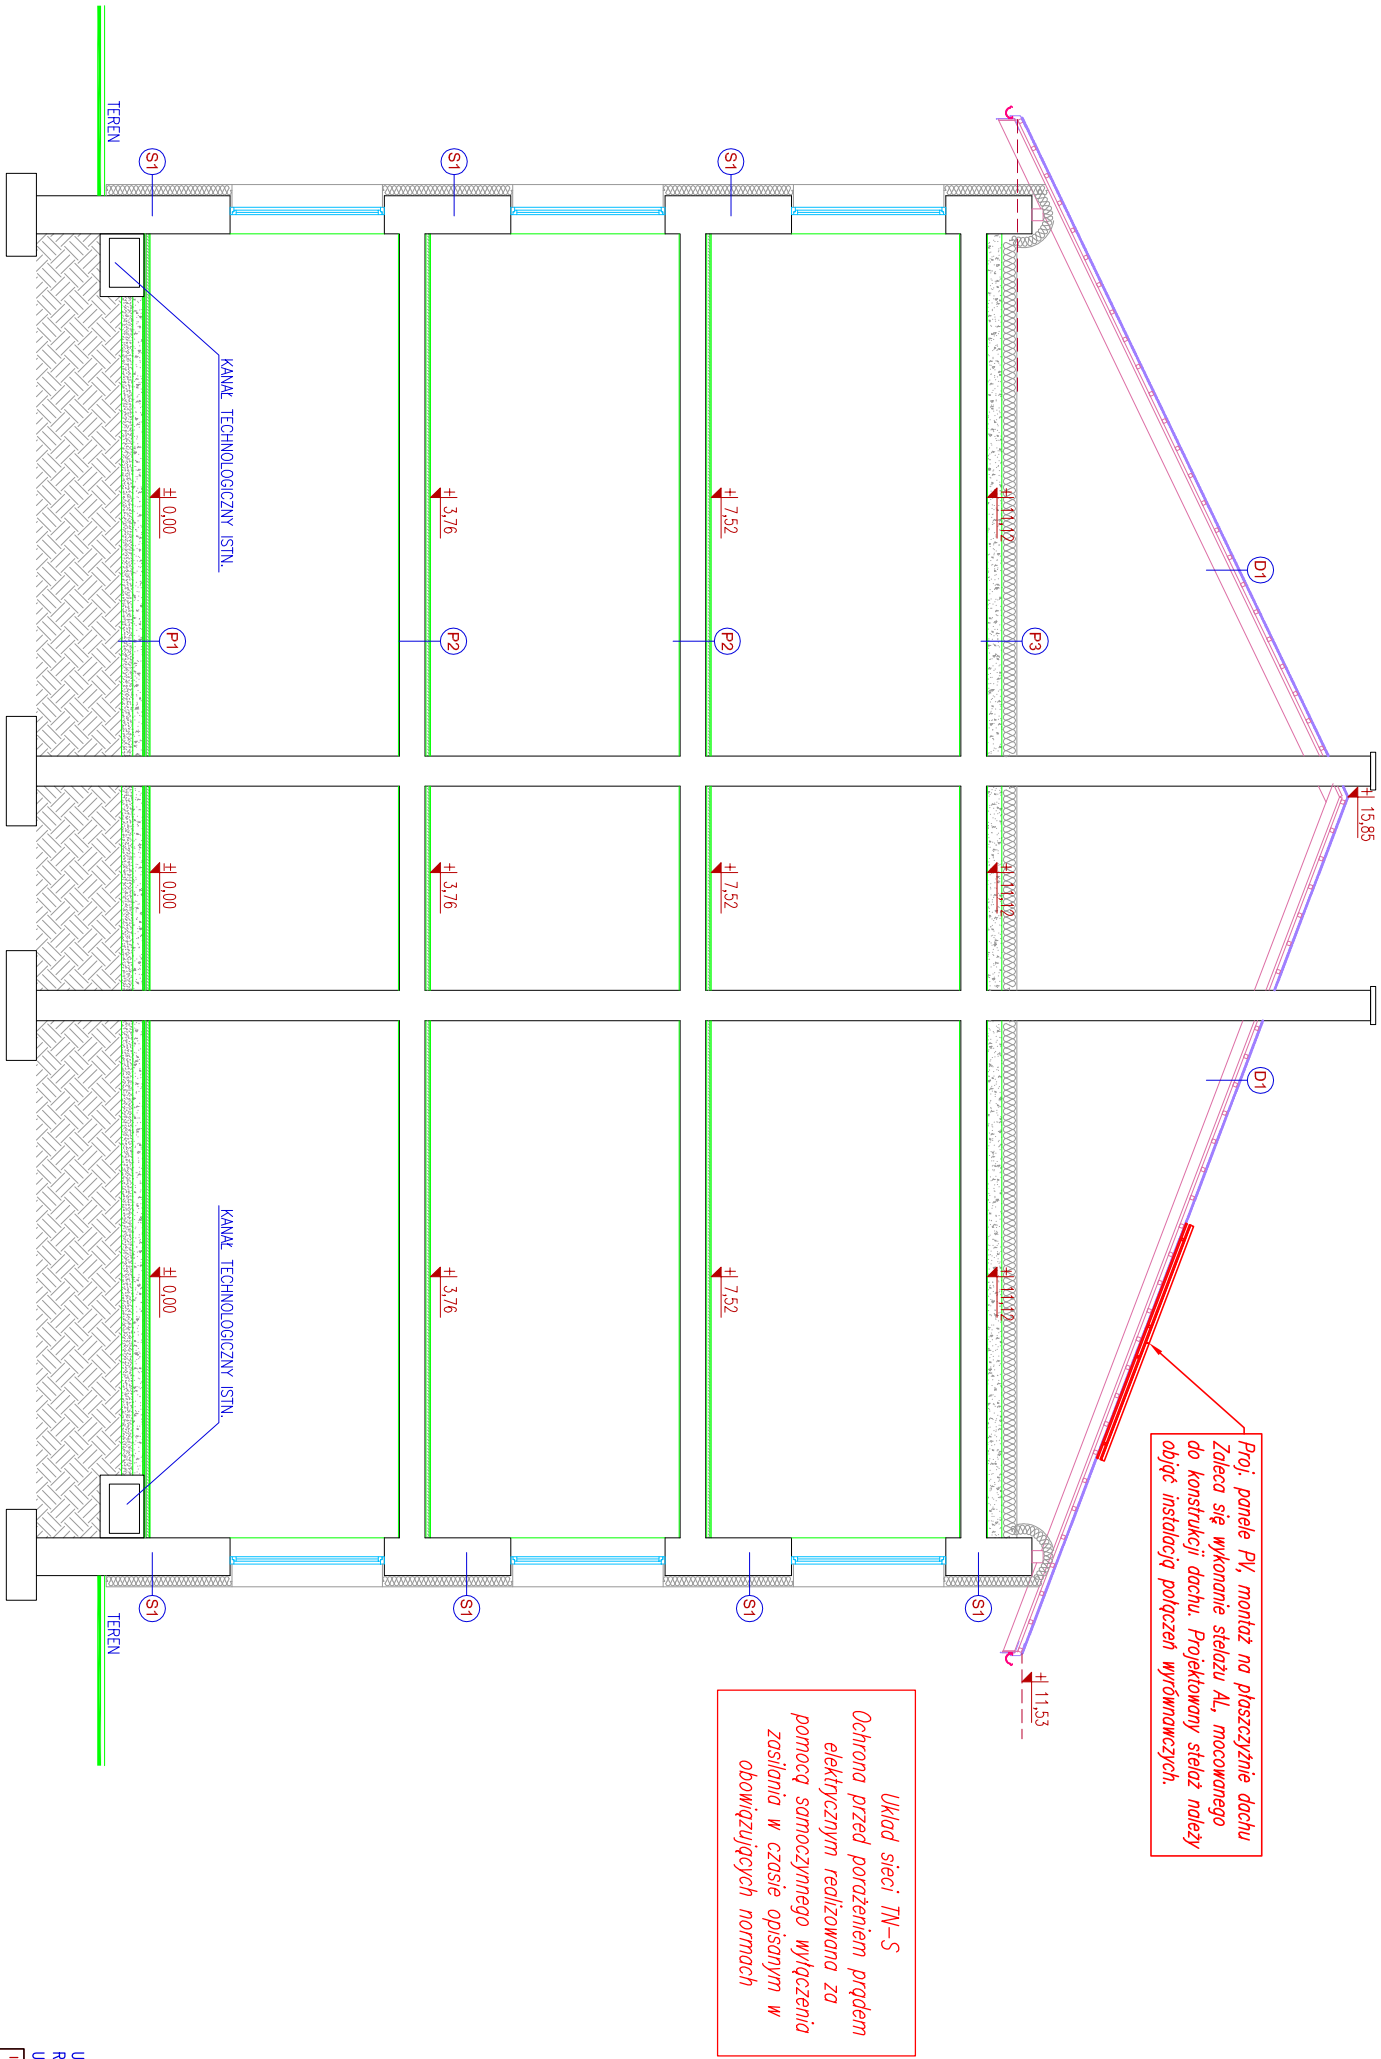 + 15,85
D1
D1
Proj. panele PV, montaż na płaszczyźnie dachu
Zaleca się wykonanie stelażu AL, mocowanego
do konstrukcji dachu. Projektowany stelaż należy
objąć instalacją połączeń wyrównawczych.
+ 11,53
P3
+ 11,12
+ 11,12
+ 11,12
S1
S1
P2
+ 7,52
+ 7,52
+ 7,52
S1
Układ sieci TN-S
Ochrona przed porażeniem prądem
elektrycznym realizowana za
pomocą samoczynnego wyłączenia
zasilania w czasie opisanym w
obowiązujących normach
S1
P2
+ 3,76
+ 3,76
+ 3,76
S1
KANAŁ TECHNOLOGICZNY ISTN.
KANAŁ TECHNOLOGICZNY ISTN.
S1
P1
± 0,00
± 0,00
± 0,00
S1
TEREN
TEREN
U
R
U